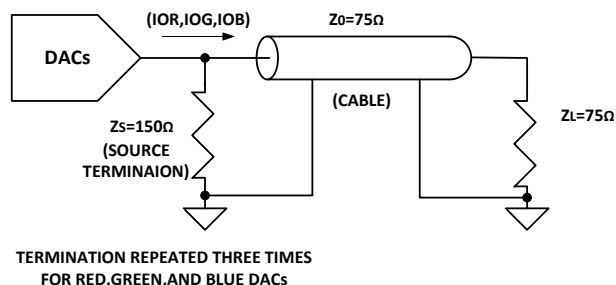 (IOR,IOG,IOB)
Z0=75Ω
DACs
(CABLE)
ZS=150Ω
(SOURCE
TERMINAION)
ZL=75Ω
TERMINATION REPEATED THREE TIMES
FOR RED.GREEN.AND BLUE DACs